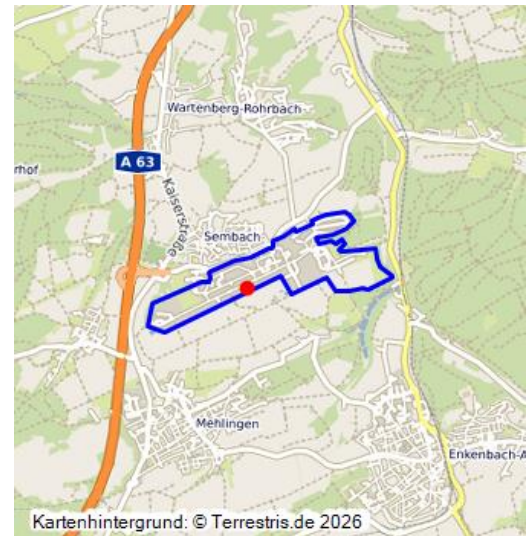 Wartenberg-Rohrbach
rhof
A 63
Kaiserstraße
Sembach
Mehlingen
Enkenbach-A
Kartenhintergrund: © Terrestris.de 2026